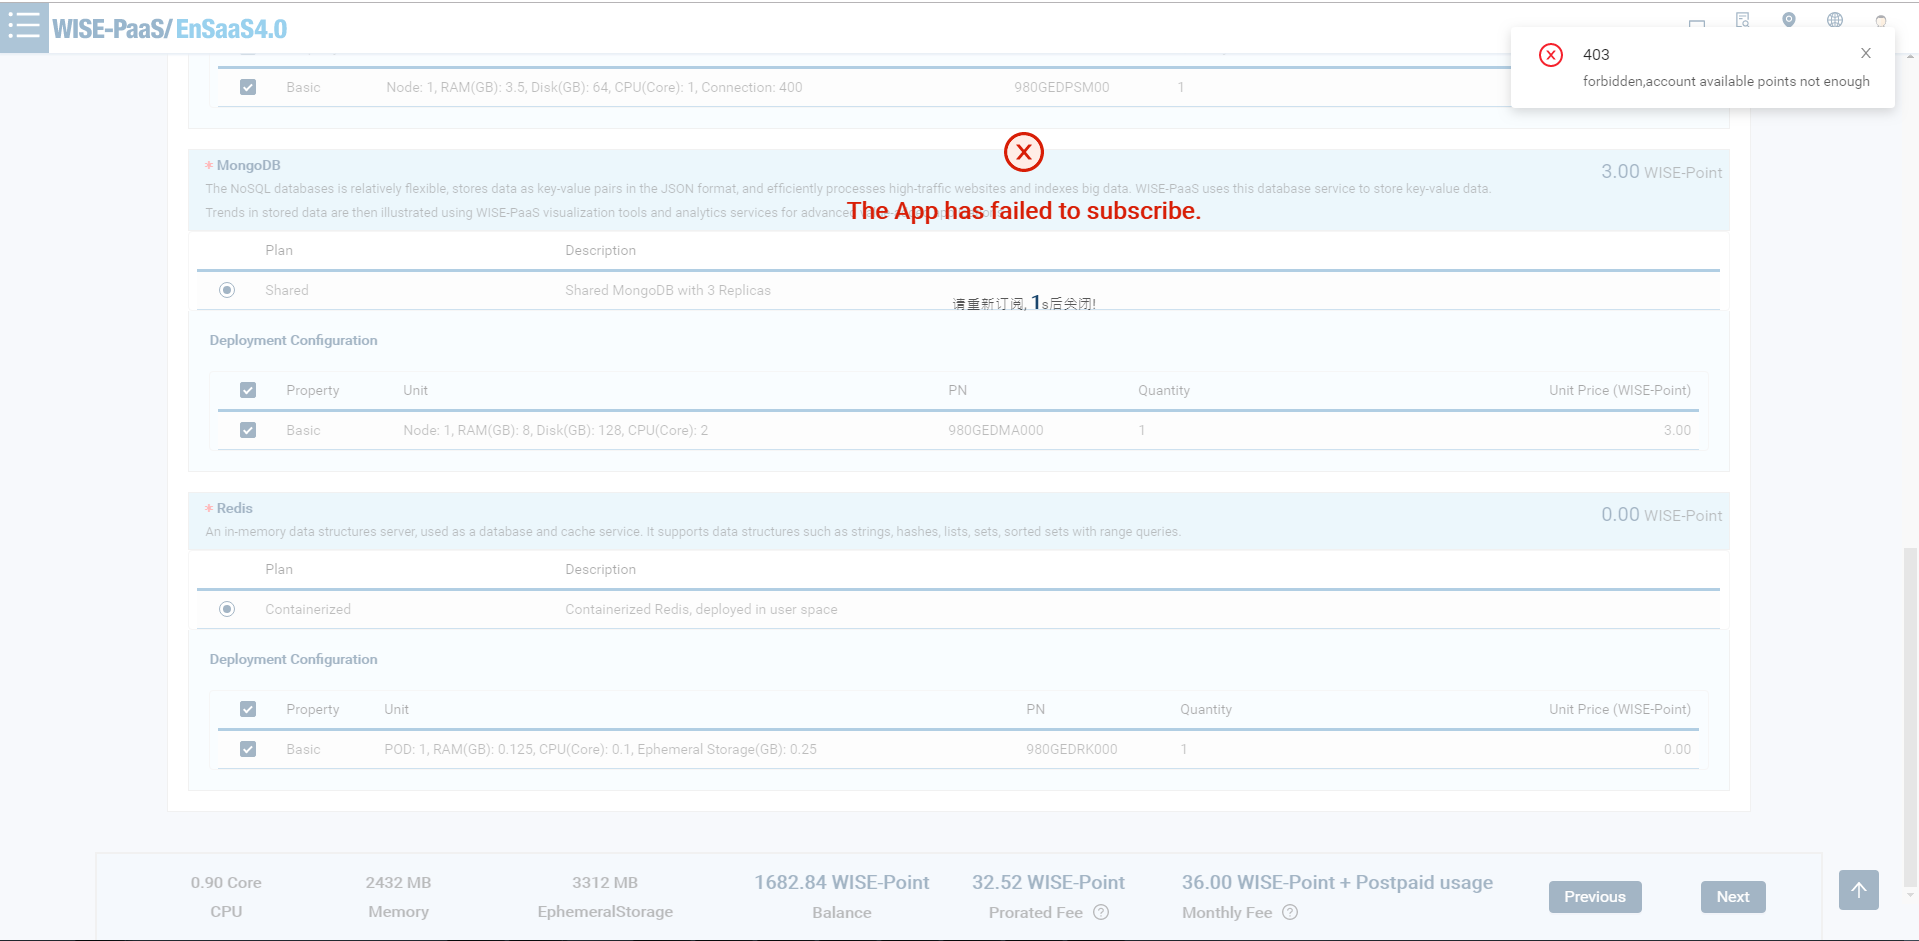 WISE-PaaS/ EnSaaS4.0
403
forbidden,account available points not enough
Basic Node: 1, RAM(GB): 3.5, Disk(GB): 64, CPU(Core): 1, Connection: 400 980GEDPSM00 1
* MongoDB
3.00 WISE-Point
The NoSQL databases is relatively flexible, stores data as key-value pairs in the JSON format, and efficiently processes high-traffic websites and indexes big data. WISE-PaaS uses this database service to store key-value data.
Trends in stored data are then illustrated using WISE-PaaS visualization tools and analytics services for advanced
The App has failed to subscribe.
Plan Description
Shared Shared MongoDB with 3 Replicas
请重新订阅, 1s后关闭!
Deployment Configuration
Property Unit PN Quantity Unit Price (WISE-Point)
Basic Node: 1, RAM(GB): 8, Disk(GB): 128, CPU(Core): 2 980GEDMA000 1 3.00
* Redis
0.00 WISE-Point
An in-memory data structures server, used as a database and cache service. It supports data structures such as strings, hashes, lists, sets, sorted sets with range queries.
Plan Description
Containerized Containerized Redis, deployed in user space
Deployment Configuration
Property Unit PN Quantity Unit Price (WISE-Point)
Basic POD: 1, RAM(GB): 0.125, CPU(Core): 0.1, Ephemeral Storage(GB): 0.25 980GEDRK000 1 0.00
0.90 Core 2432 MB 3312 MB 1682.84 WISE-Point 32.52 WISE-Point 36.00 WISE-Point + Postpaid usage
CPU Memory EphemeralStorage Balance Prorated Fee Monthly Fee
Previous Next